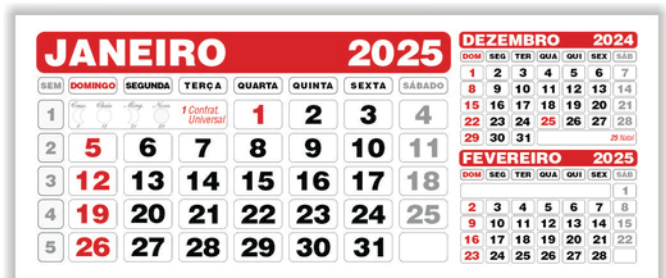 JANEIRO 2025
SEM DOMINGO SEGUNDA TERÇA QUARTA QUINTA SEXTA SÁBADO
1 Ming. Nova 1 Confrat. Universal 1 2 3 4
2 5 6 7 8 9 10 11
3 12 13 14 15 16 17 18
4 19 20 21 22 23 24 25
5 26 27 28 29 30 31
DEZEMBRO 2024
DOM SEG TER QUA QUI SEX SÁB
1 2 3 4 5 6 7
8 9 10 11 12 13 14
15 16 17 18 19 20 21
22 23 24 25 26 27 28
29 30 31 25 Natal
FEVEREIRO 2025
DOM SEG TER QUA QUI SEX SÁB
1
2 3 4 5 6 7 8
9 10 11 12 13 14 15
16 17 18 19 20 21 22
23 24 25 26 27 28